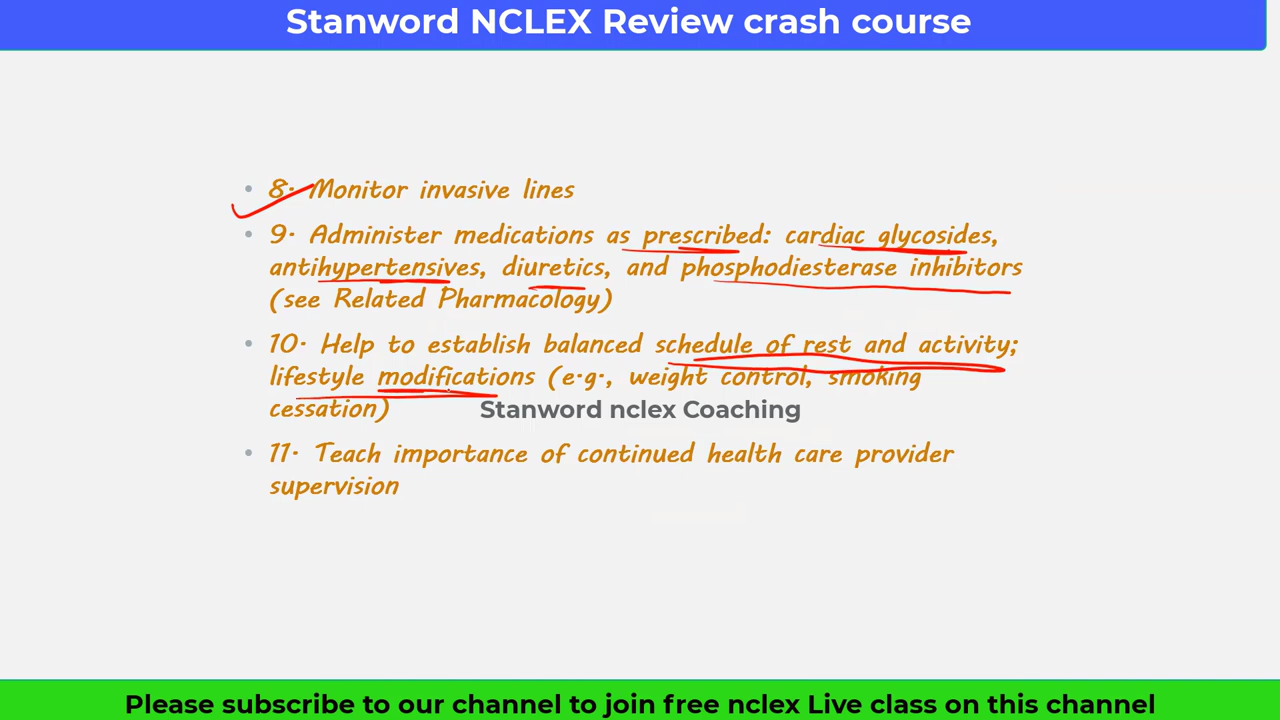 Stanword NCLEX Review crash course
• 8. Monitor invasive lines
• 9. Administer medications as prescribed: cardiac glycosides,
antihypertensives, diuretics, and phosphodiesterase inhibitors
(see Related Pharmacology)
• 10. Help to establish balanced schedule of rest and activity;
lifestyle modifications (e.g., weight control, smoking
cessation)
Stanword nclex Coaching
• 11. Teach importance of continued health care provider
supervision
Please subscribe to our channel to join free nclex Live class on this channel